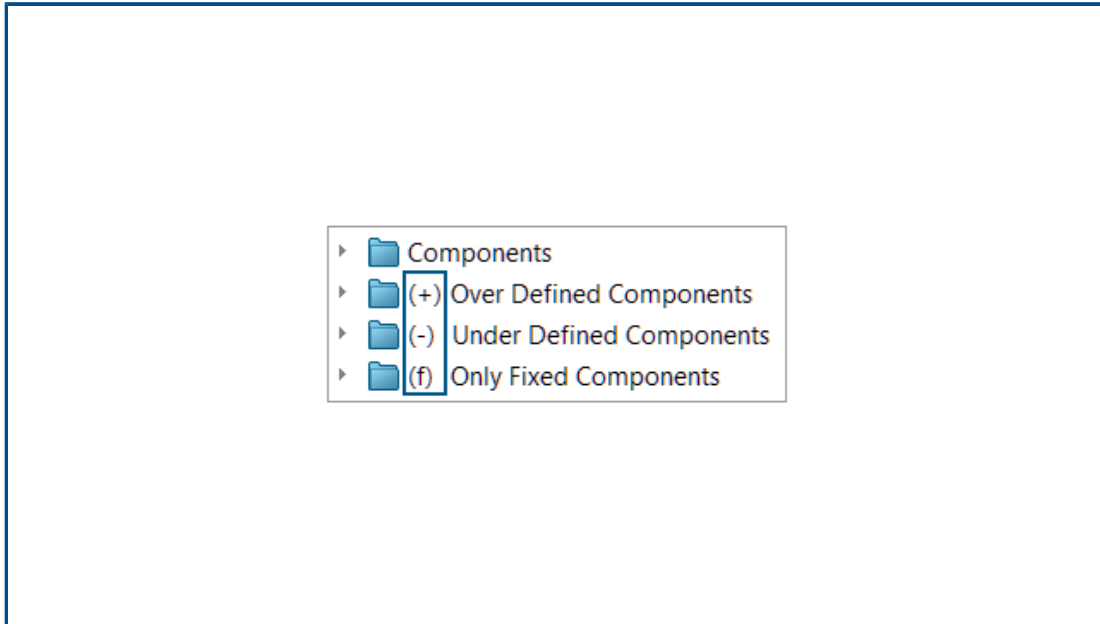 Components
(+) Over Defined Components
(-) Under Defined Components
(f) Only Fixed Components